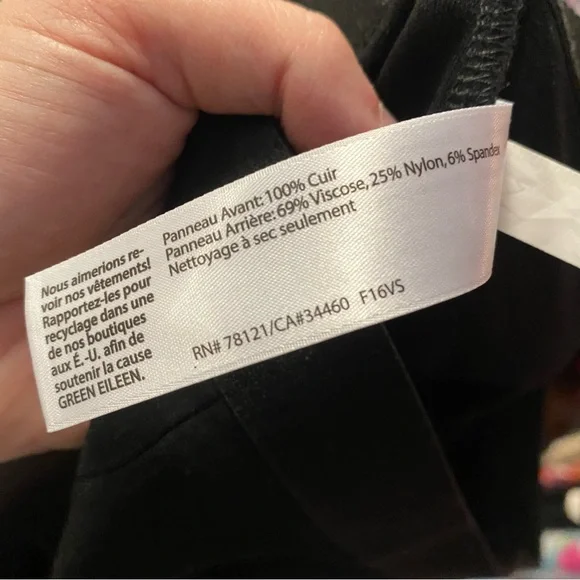 Nous aimerions re-
voir nos vêtements!
Rapportez-les pour
recyclage dans une
de nos boutiques
aux É.-U. afin de
soutenir la cause
GREEN EILEEN.
Panneau Avant: 100% Cuir
Panneau Arrière: 69% Viscose, 25% Nylon, 6% Spandex
Nettoyage à sec seulement
RN# 78121/CA#34460 F16VS